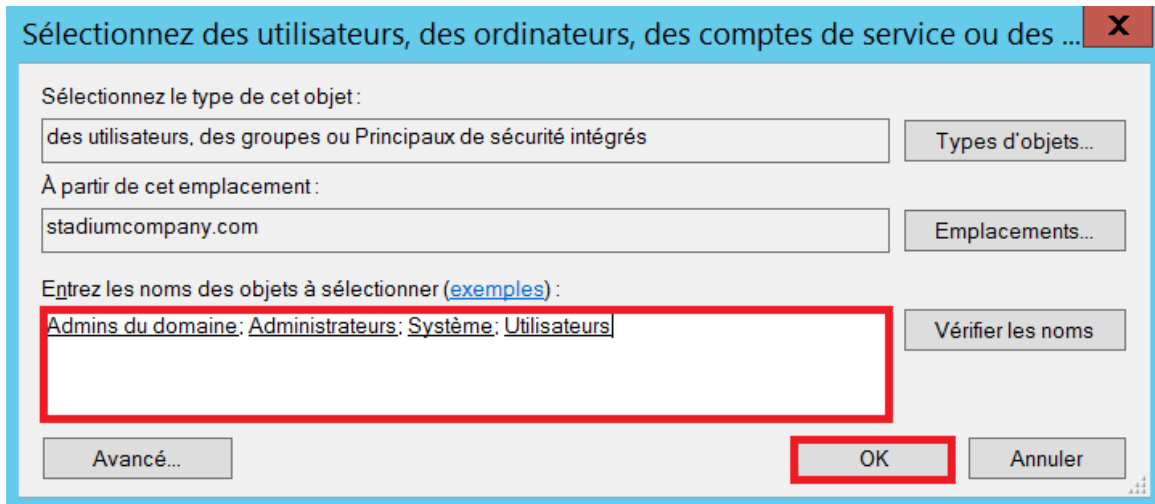 Sélectionnez des utilisateurs, des ordinateurs, des comptes de service ou des ...
X
Sélectionnez le type de cet objet :
des utilisateurs, des groupes ou Principaux de sécurité intégrés
Types d'objets...
À partir de cet emplacement :
stadiumcompany.com
Emplacements...
Entrez les noms des objets à sélectionner (exemples) :
Admins du domaine; Administrateurs; Système; Utilisateurs
Vérifier les noms
Avancé...
OK
Annuler